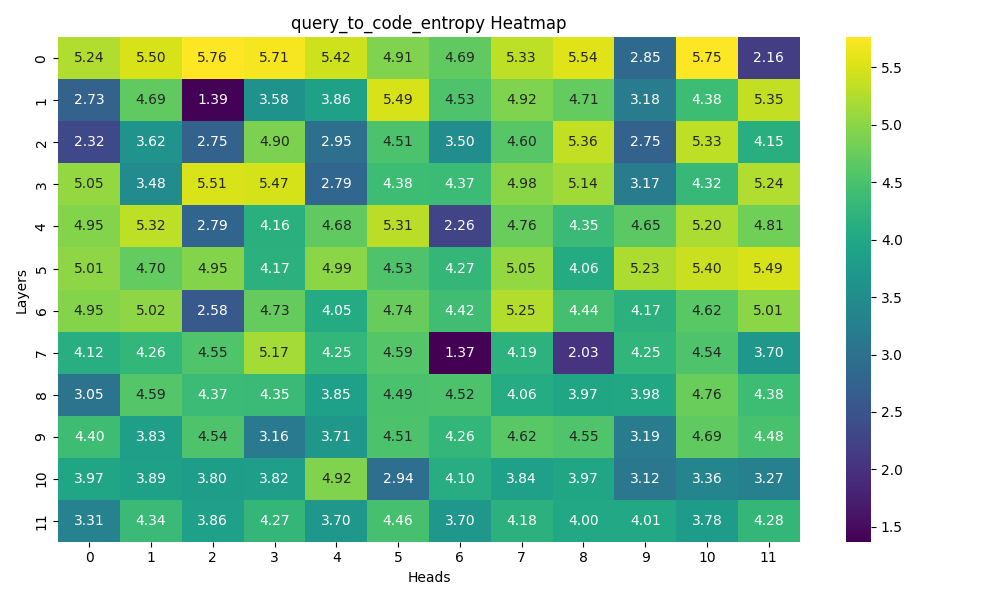 query_to_code_entropy Heatmap
0 5.24 5.50 5.76 5.71 5.42 4.91 4.69 5.33 5.54 2.85 5.75 2.16
1 2.73 4.69 1.39 3.58 3.86 5.49 4.53 4.92 4.71 3.18 4.38 5.35
2 2.32 3.62 2.75 4.90 2.95 4.51 3.50 4.60 5.36 2.75 5.33 4.15
3 5.05 3.48 5.51 5.47 2.79 4.38 4.37 4.98 5.14 3.17 4.32 5.24
4 4.95 5.32 2.79 4.16 4.68 5.31 2.26 4.76 4.35 4.65 5.20 4.81
5 5.01 4.70 4.95 4.17 4.99 4.53 4.27 5.05 4.06 5.23 5.40 5.49
6 4.95 5.02 2.58 4.73 4.05 4.74 4.42 5.25 4.44 4.17 4.62 5.01
7 4.12 4.26 4.55 5.17 4.25 4.59 1.37 4.19 2.03 4.25 4.54 3.70
8 3.05 4.59 4.37 4.35 3.85 4.49 4.52 4.06 3.97 3.98 4.76 4.38
9 4.40 3.83 4.54 3.16 3.71 4.51 4.26 4.62 4.55 3.19 4.69 4.48
10 3.97 3.89 3.80 3.82 4.92 2.94 4.10 3.84 3.97 3.12 3.36 3.27
11 3.31 4.34 3.86 4.27 3.70 4.46 3.70 4.18 4.00 4.01 3.78 4.28
0 1 2 3 4 5 6 7 8 9 10 11
Heads
Layers
5.5
5.0
4.5
4.0
3.5
3.0
2.5
2.0
1.5